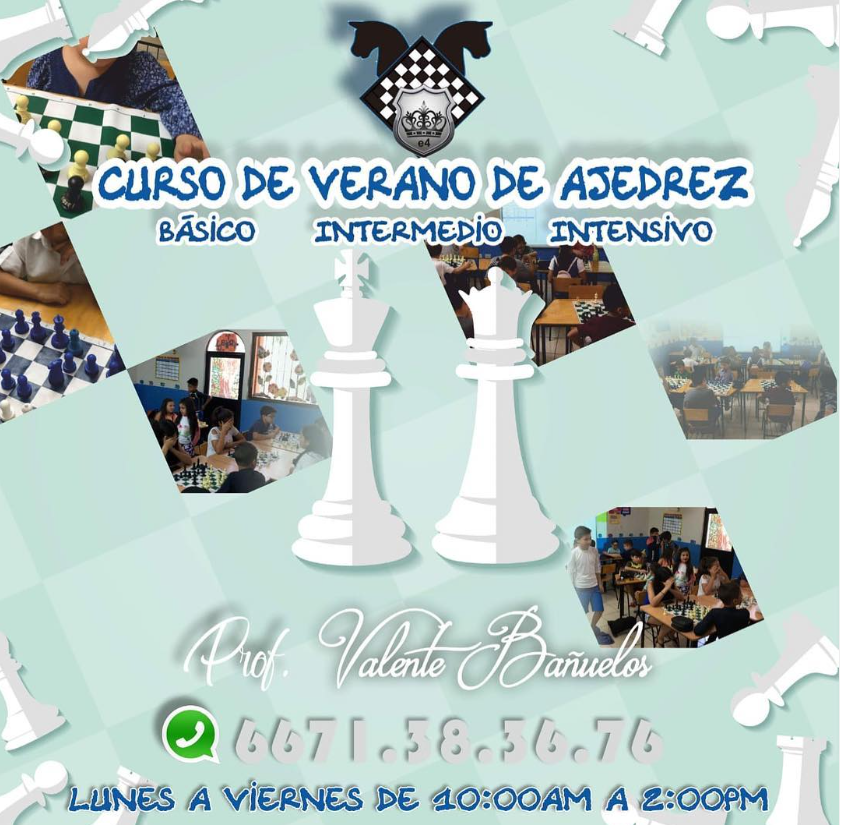 e4
CURSO DE VERANO DE AJEDREZ
BÁSICO INTERMEDIO INTENSIVO
Prof. Valente Bañuelos
6671.38.36.76
LUNES A VIERNES DE 10:00AM A 2:00PM